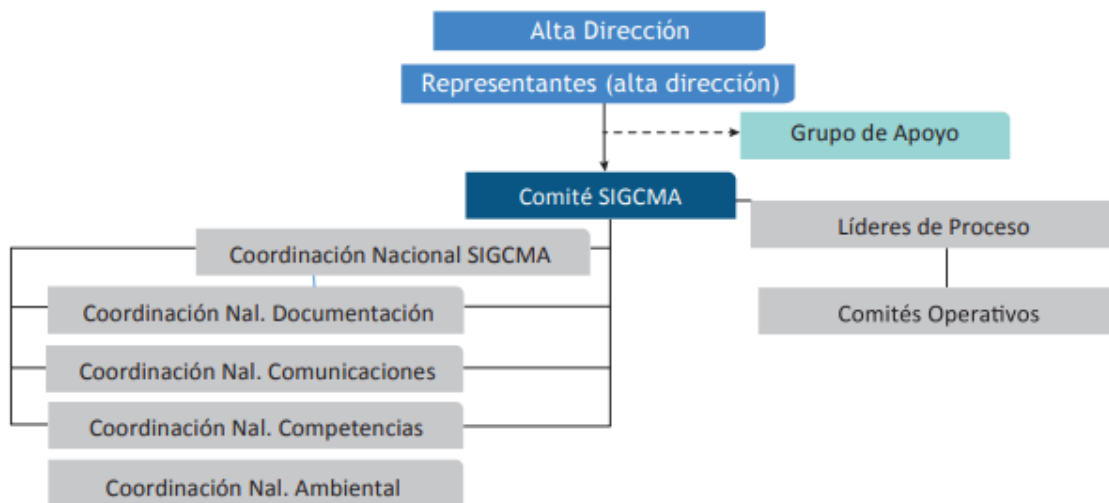 Alta Dirección
Representantes (alta dirección)
Grupo de Apoyo
Comité SIGCMA
Líderes de Proceso
Coordinación Nacional SIGCMA
Coordinación Nal. Documentación
Comités Operativos
Coordinación Nal. Comunicaciones
Coordinación Nal. Competencias
Coordinación Nal. Ambiental